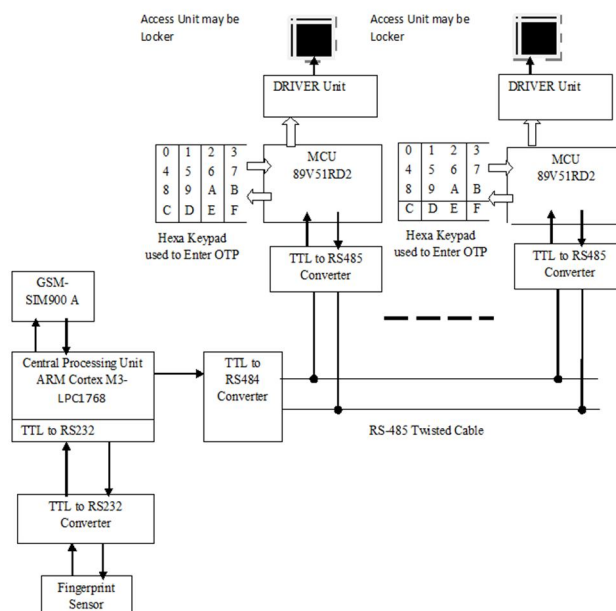 Access Unit may be
Locker
Access Unit may be
Locker
DRIVER Unit
DRIVER Unit
0 1 2 3
4 5 6 7
8 9 A B
C D E F
MCU
89V51RD2
0 1 2 3
4 5 6 7
8 9 A B
C D E F
MCU
89V51RD2
Hexa Keypad
used to Enter OTP
Hexa Keypad
used to Enter OTP
TTL to RS485
Converter
TTL to RS485
Converter
GSM-
SIM900 A
Central Processing Unit
ARM Cortex M3-
LPC1768
TTL to RS232
TTL to
RS484
Converter
RS-485 Twisted Cable
TTL to RS232
Converter
Fingerprint
Sensor